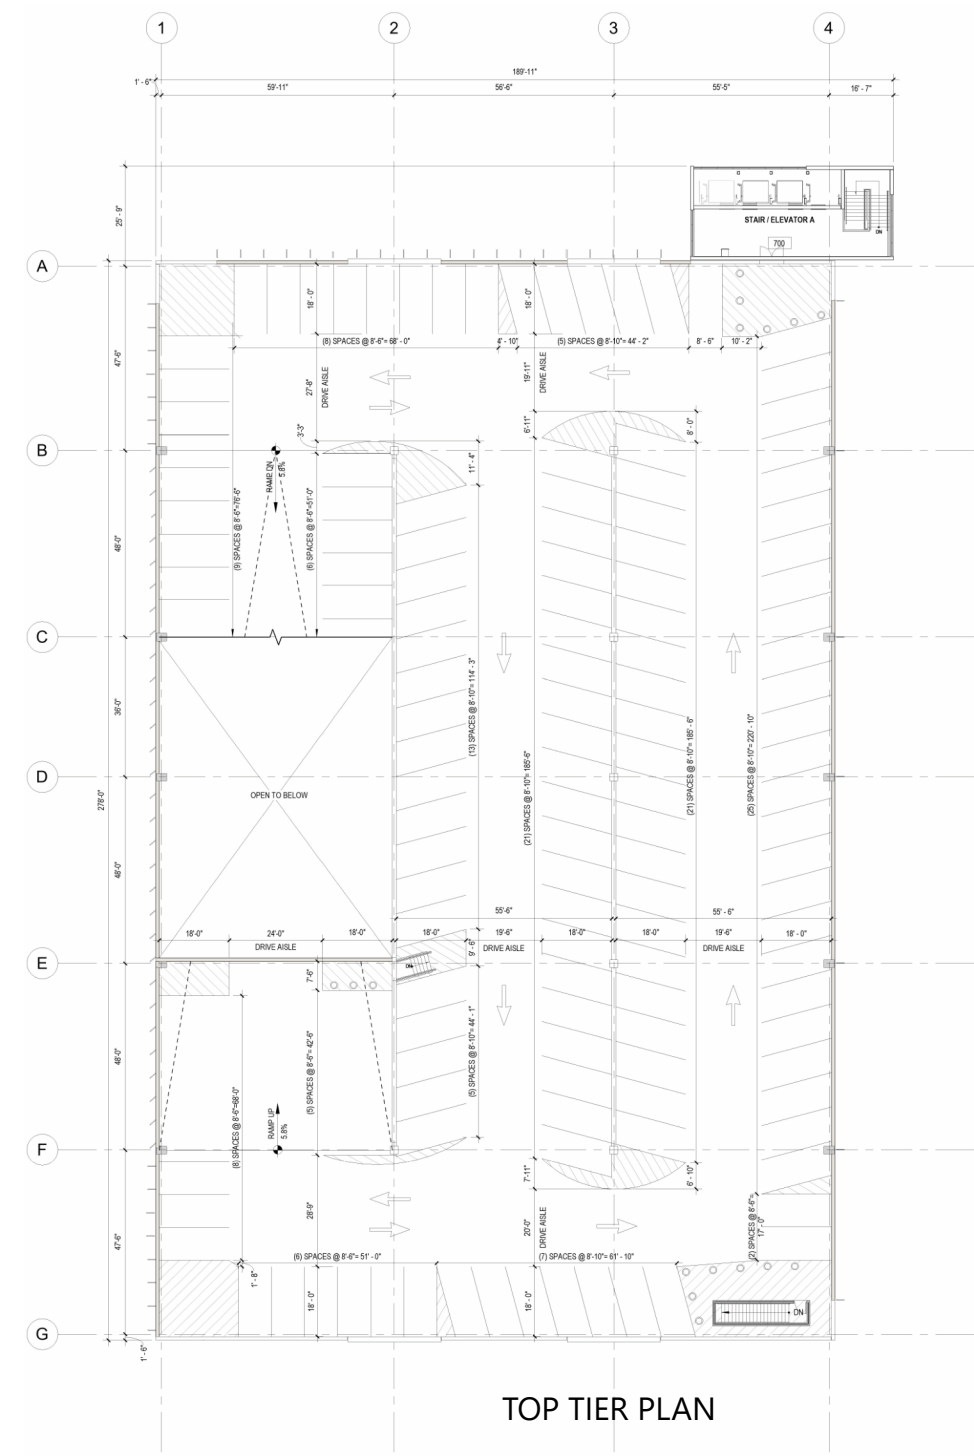 1 2 3 4
189'-11"
1' - 6" 59'-11" 56'-6" 55'-5" 16' - 7"
25' - 9"
STAIR / ELEVATOR A
DN
700
A
18' - 0" 18' - 0"
(8) SPACES @ 8'-6"= 68' - 0" 4' - 10" (5) SPACES @ 8'-10"= 44' - 2" 8' - 6" 10' - 2"
47'-6"
27'-8"
DRIVE AISLE
19'-11"
DRIVE AISLE
3'-3"
6'-11"
8' - 0"
B
11' - 4"
RAMP DN
5.8%
(9) SPACES @ 8'-6"=76'-6"
(6) SPACES @ 8'-6"=51'-0"
48'-0"
C
(13) SPACES @ 8'-10"= 114' - 3"
36'-0"
(21) SPACES @ 8'-10"= 185'-6"
(21) SPACES @ 8'-10"= 185' - 6"
(25) SPACES @ 8'-10"= 220' - 10"
D
OPEN TO BELOW
278'-0"
48'-0"
55'-6" 55' - 6"
18'-0" 24'-0" 18'-0" 18'-0" 19'-6" 18'-0" 18'-0" 19'-6" 18' - 0"
DRIVE AISLE DRIVE AISLE DRIVE AISLE
9' - 6"
E
DN
7'-6"
48'-0"
(5) SPACES @ 8'-6"= 42'-6"
(5) SPACES @ 8'-10"= 44' - 1"
(8) SPACES @ 8'-6"=68'-0"
RAMP UP
5.8%
F
7'-11"
6' - 10"
28'-9"
DRIVE AISLE
20'-0"
DRIVE AISLE
(2) SPACES @ 8'-6"=
17' - 0"
47'-6"
(6) SPACES @ 8'-6"= 51' - 0" (7) SPACES @ 8'-10"= 61' - 10"
1' - 8"
18' - 0" 18' - 0"
DN
G
1' - 6"
TOP TIER PLAN